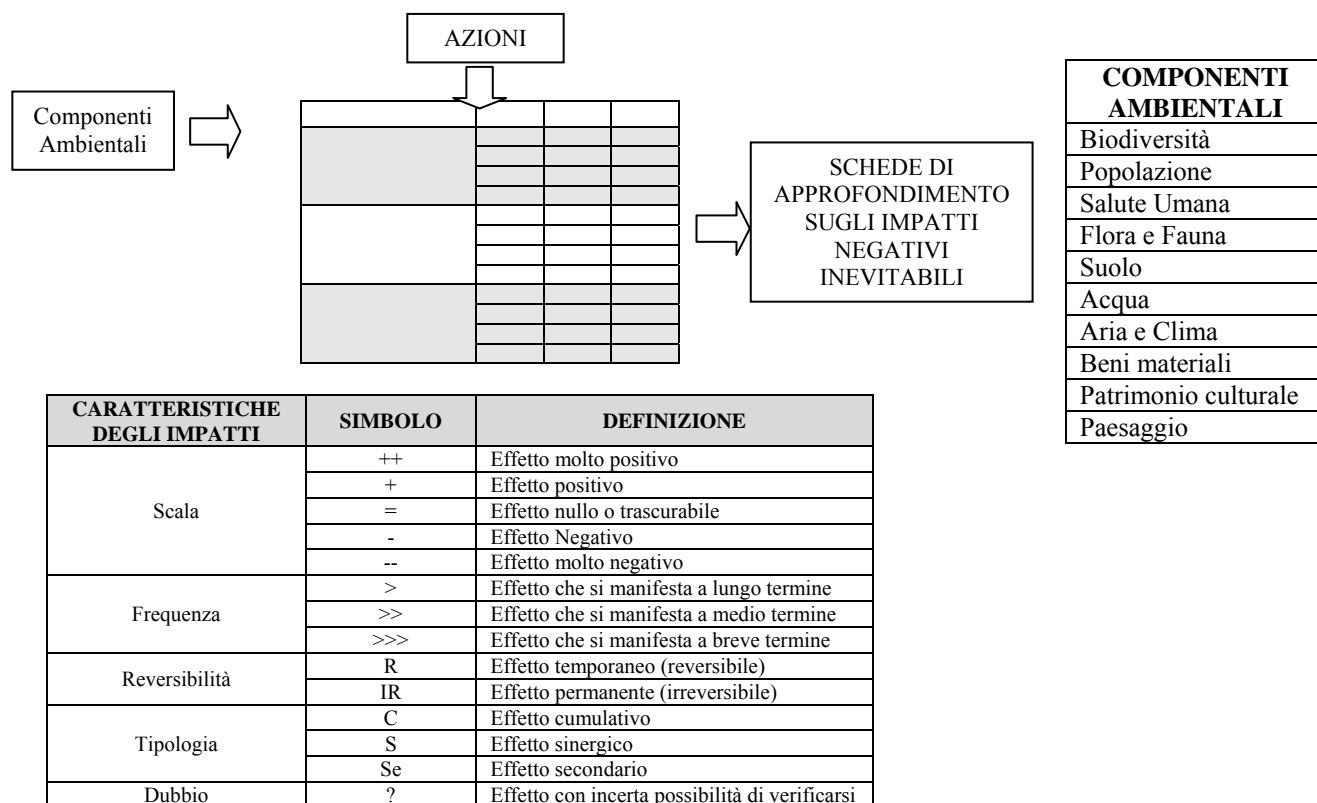 AZIONI
Componenti
Ambientali
SCHEDE DI
APPROFONDIMENTO
SUGLI IMPATTI
NEGATIVI
INEVITABILI
COMPONENTI
AMBIENTALI
Biodiversità
Popolazione
Salute Umana
Flora e Fauna
Suolo
Acqua
Aria e Clima
Beni materiali
Patrimonio culturale
Paesaggio
CARATTERISTICHE
DEGLI IMPATTI
SIMBOLO
DEFINIZIONE
Scala
++ Effetto molto positivo
+ Effetto positivo
= Effetto nullo o trascurabile
- Effetto Negativo
-- Effetto molto negativo
Frequenza
> Effetto che si manifesta a lungo termine
>> Effetto che si manifesta a medio termine
>>> Effetto che si manifesta a breve termine
Reversibilità
R Effetto temporaneo (reversibile)
IR Effetto permanente (irreversibile)
Tipologia
C Effetto cumulativo
S Effetto sinergico
Se Effetto secondario
Dubbio ? Effetto con incerta possibilità di verificarsi